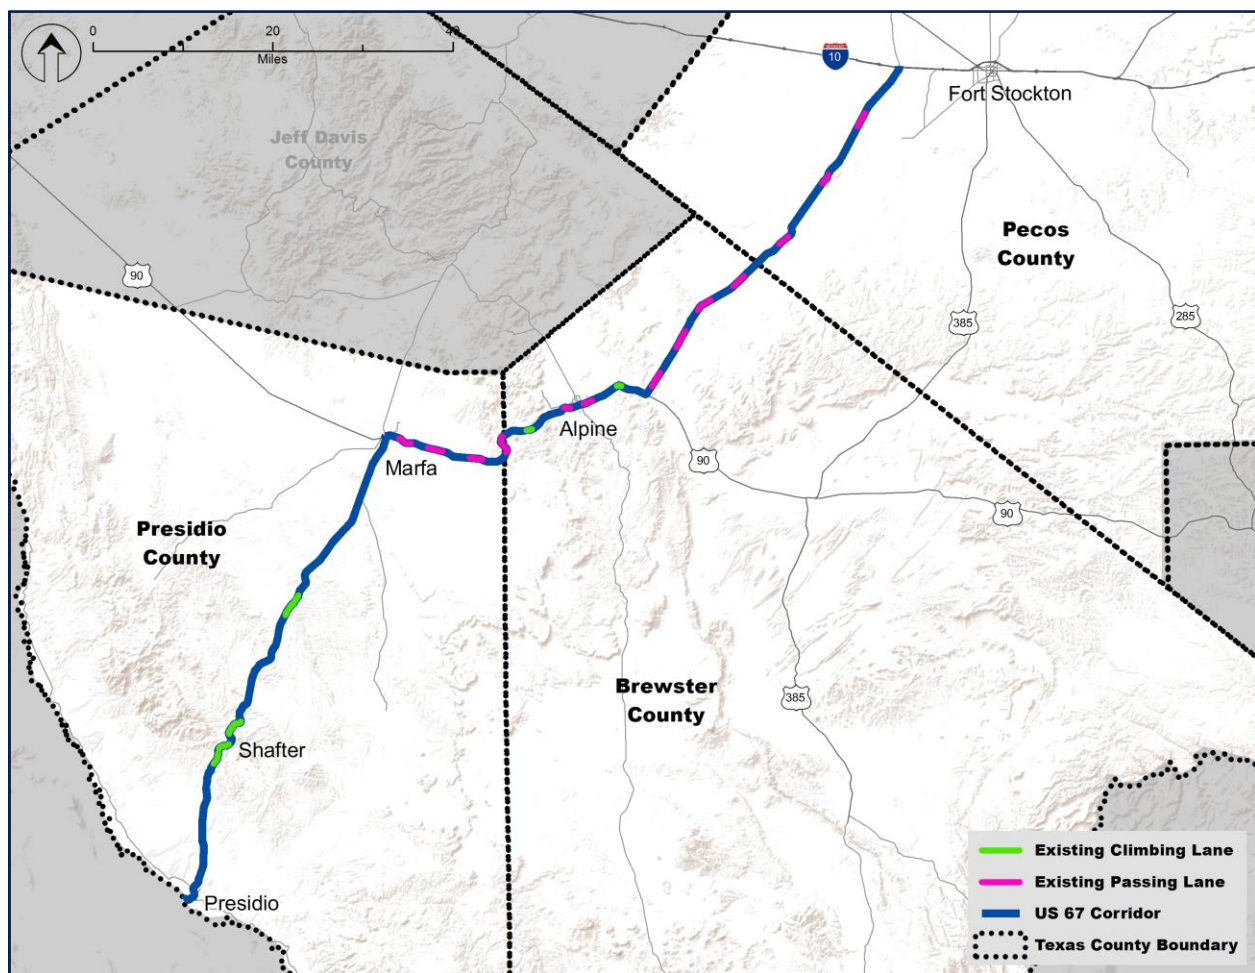 0 20 40
Miles
10
Fort Stockton
Jeff Davis
County
Pecos
County
90
385
285
Alpine
Marfa
90
90
Presidio
County
Brewster
County
385
Shafter
Presidio
Existing Climbing Lane
Existing Passing Lane
US 67 Corridor
Texas County Boundary